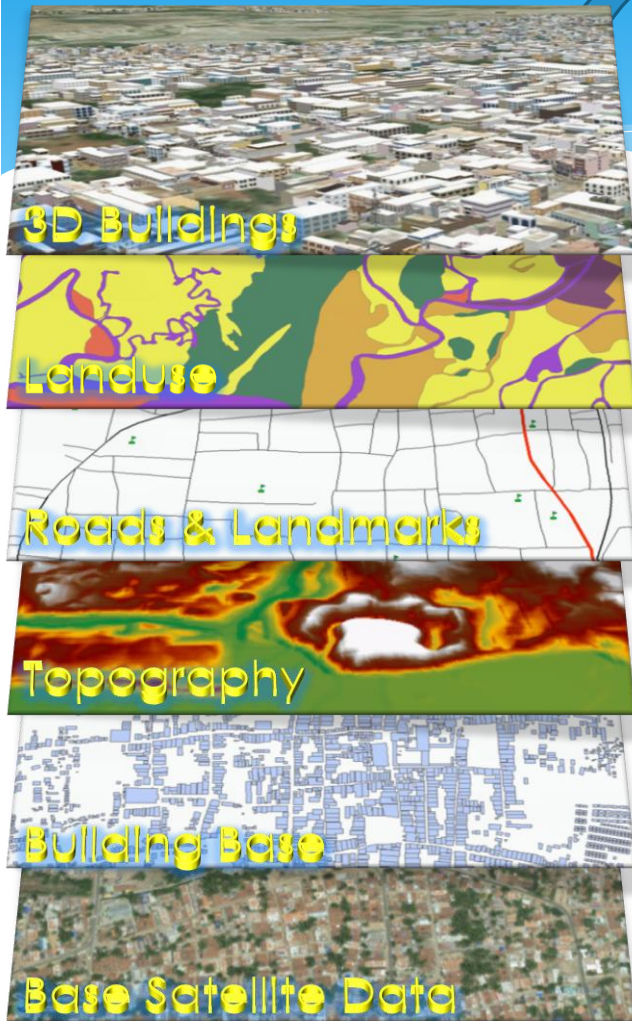 3D Buildings
Landuse
Roads & Landmarks
Topography
Building Base
Base Satellite Data